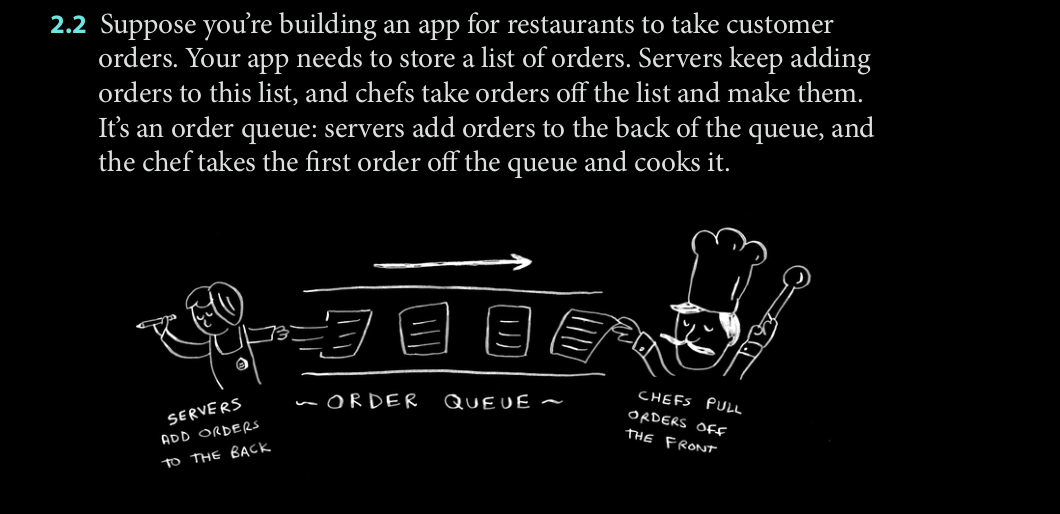 2.2 Suppose you’re building an app for restaurants to take customer
orders. Your app needs to store a list of orders. Servers keep adding
orders to this list, and chefs take orders off the list and make them.
It’s an order queue: servers add orders to the back of the queue, and
the chef takes the first order off the queue and cooks it.
SERVERS
ADD ORDERS
TO THE BACK
~ ORDER QUEUE ~
CHEFS PULL
ORDERS OFF
THE FRONT